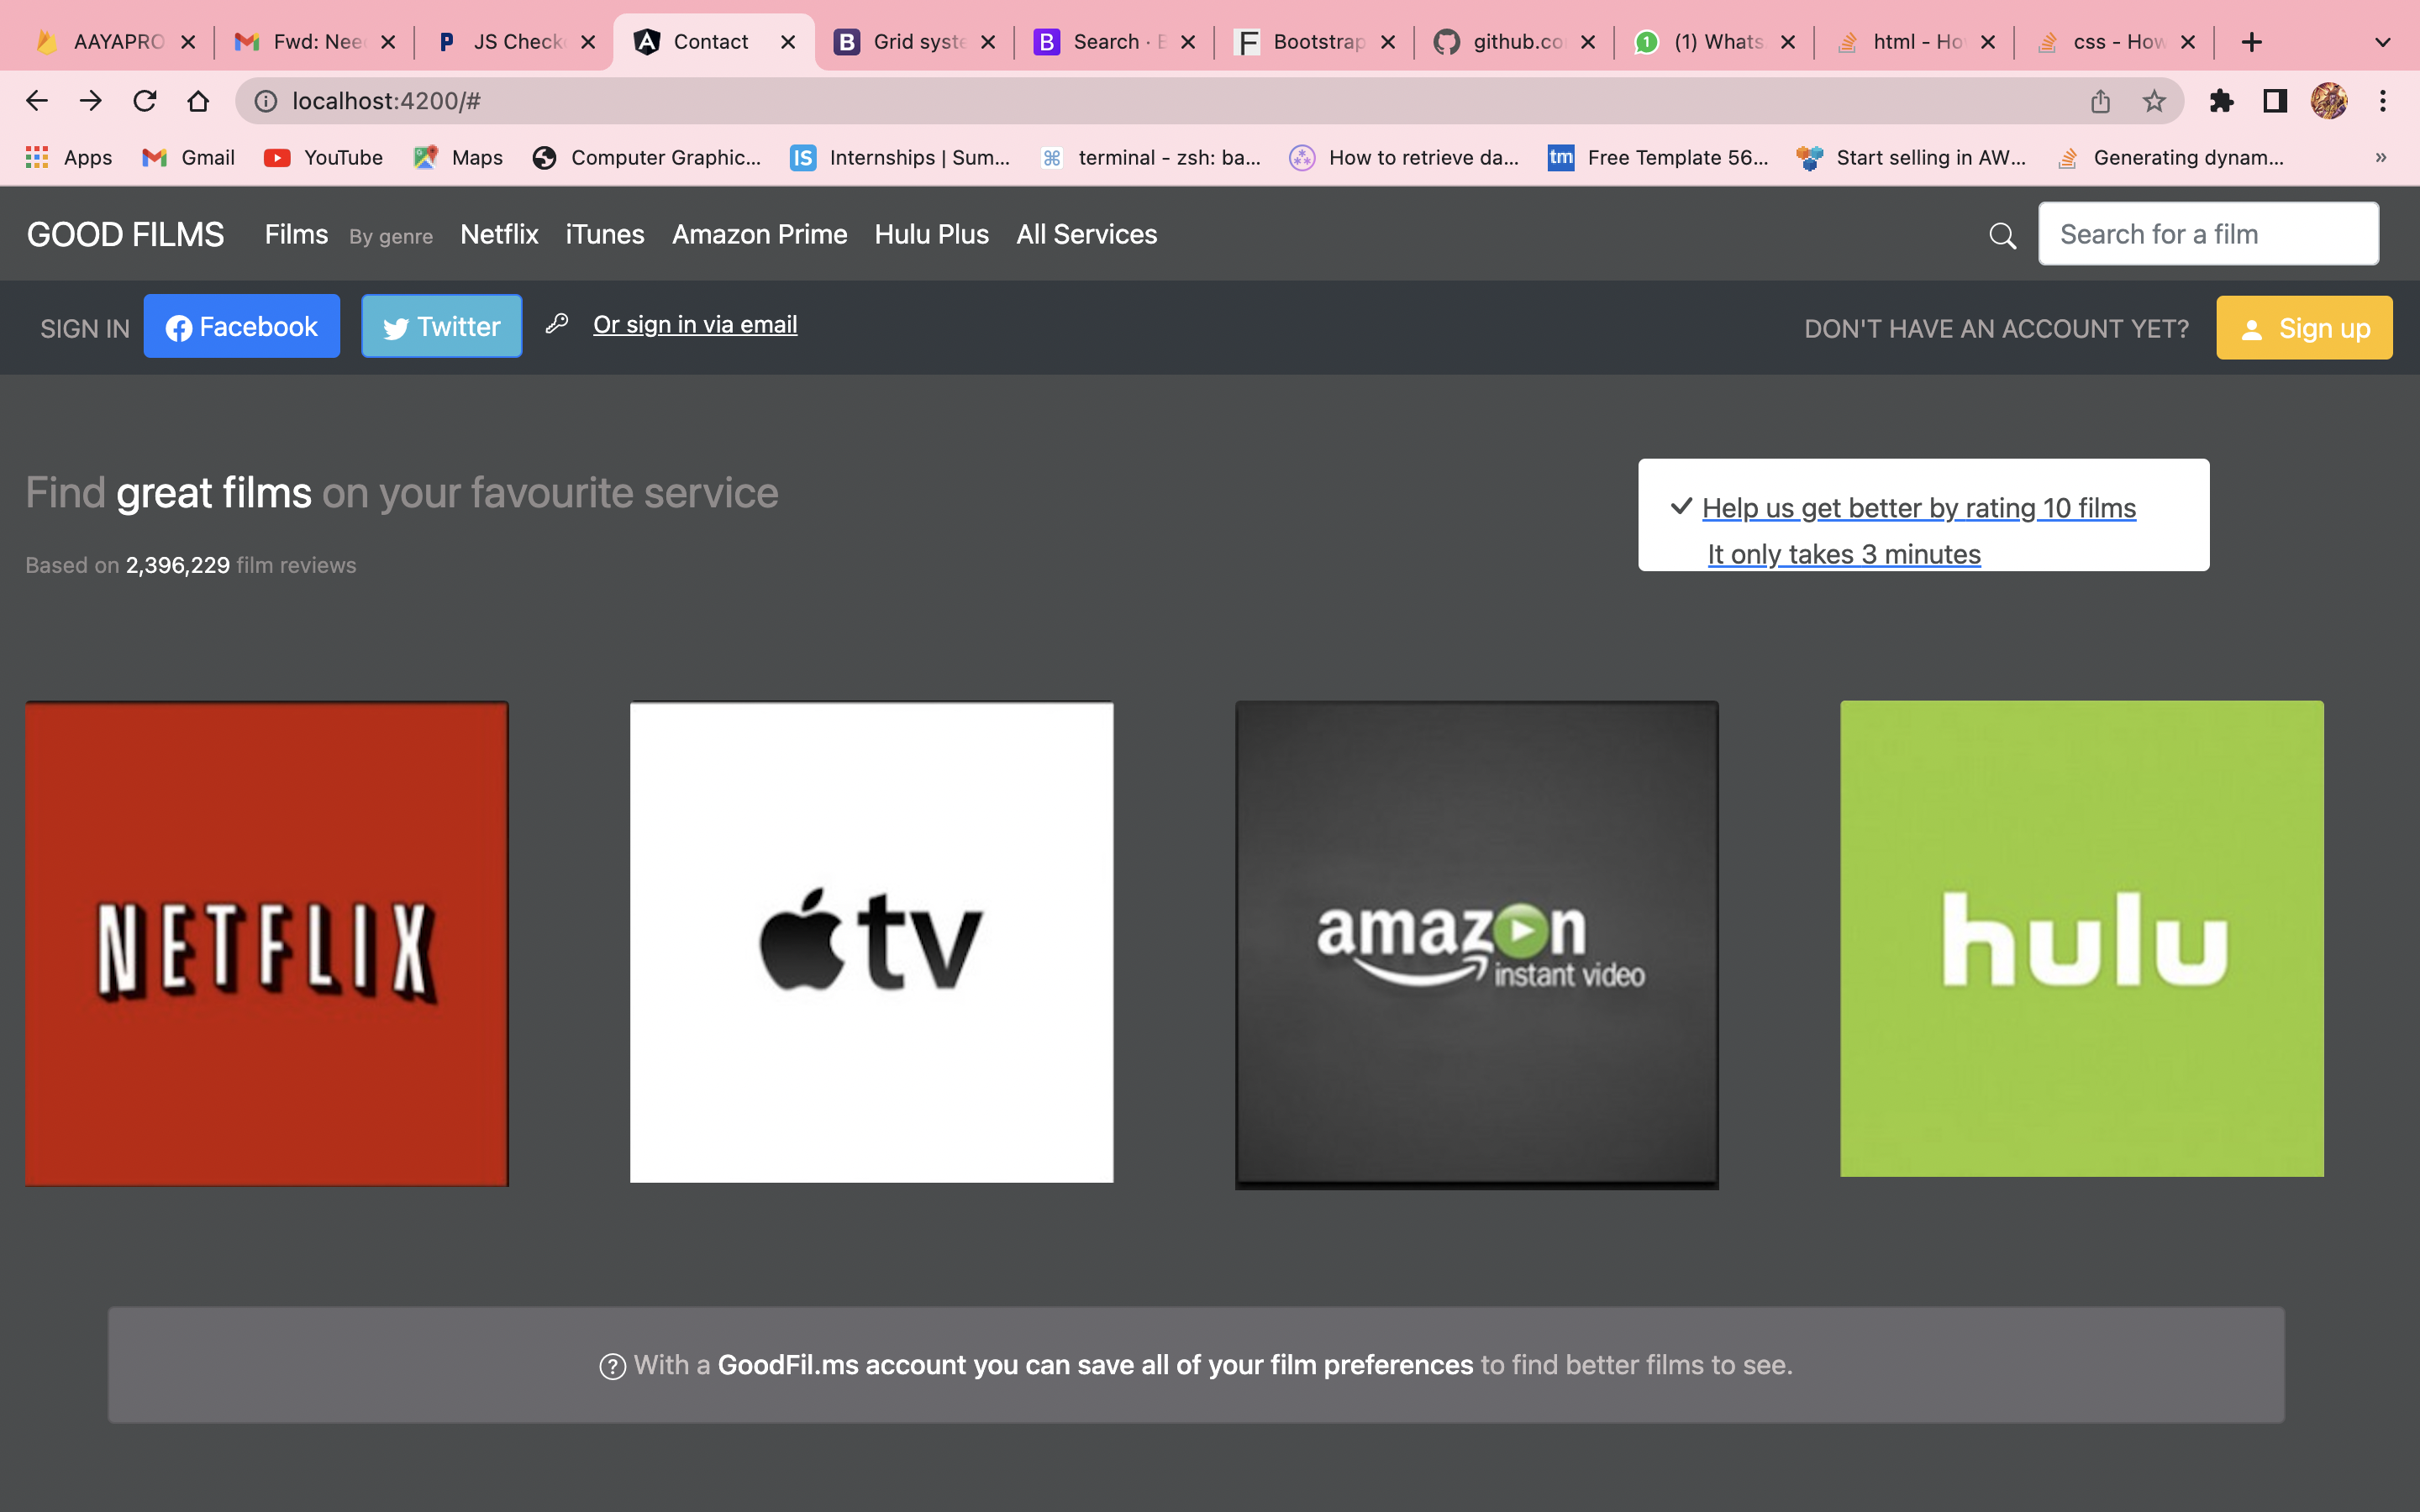 AAYAPRO
Fwd: Nee
JS Check
Contact
Grid syste
Search · B
Bootstrap
github.co
(1) Whats
html - Ho
css - How
localhost:4200/#
Apps
Gmail
YouTube
Maps
Computer Graphic...
IS
Internships | Sum...
terminal - zsh: ba...
How to retrieve da...
tm
Free Template 56...
Start selling in AW...
Generating dynam...
»
GOOD FILMS
Films
By genre
Netflix
iTunes
Amazon Prime
Hulu Plus
All Services
Search for a film
SIGN IN
Facebook
Twitter
Or sign in via email
DON'T HAVE AN ACCOUNT YET?
Sign up
Find great films on your favourite service
Based on 2,396,229 film reviews
Help us get better by rating 10 films
It only takes 3 minutes
NETFLIX
tv
amazon
instant video
hulu
With a GoodFil.ms account you can save all of your film preferences to find better films to see.